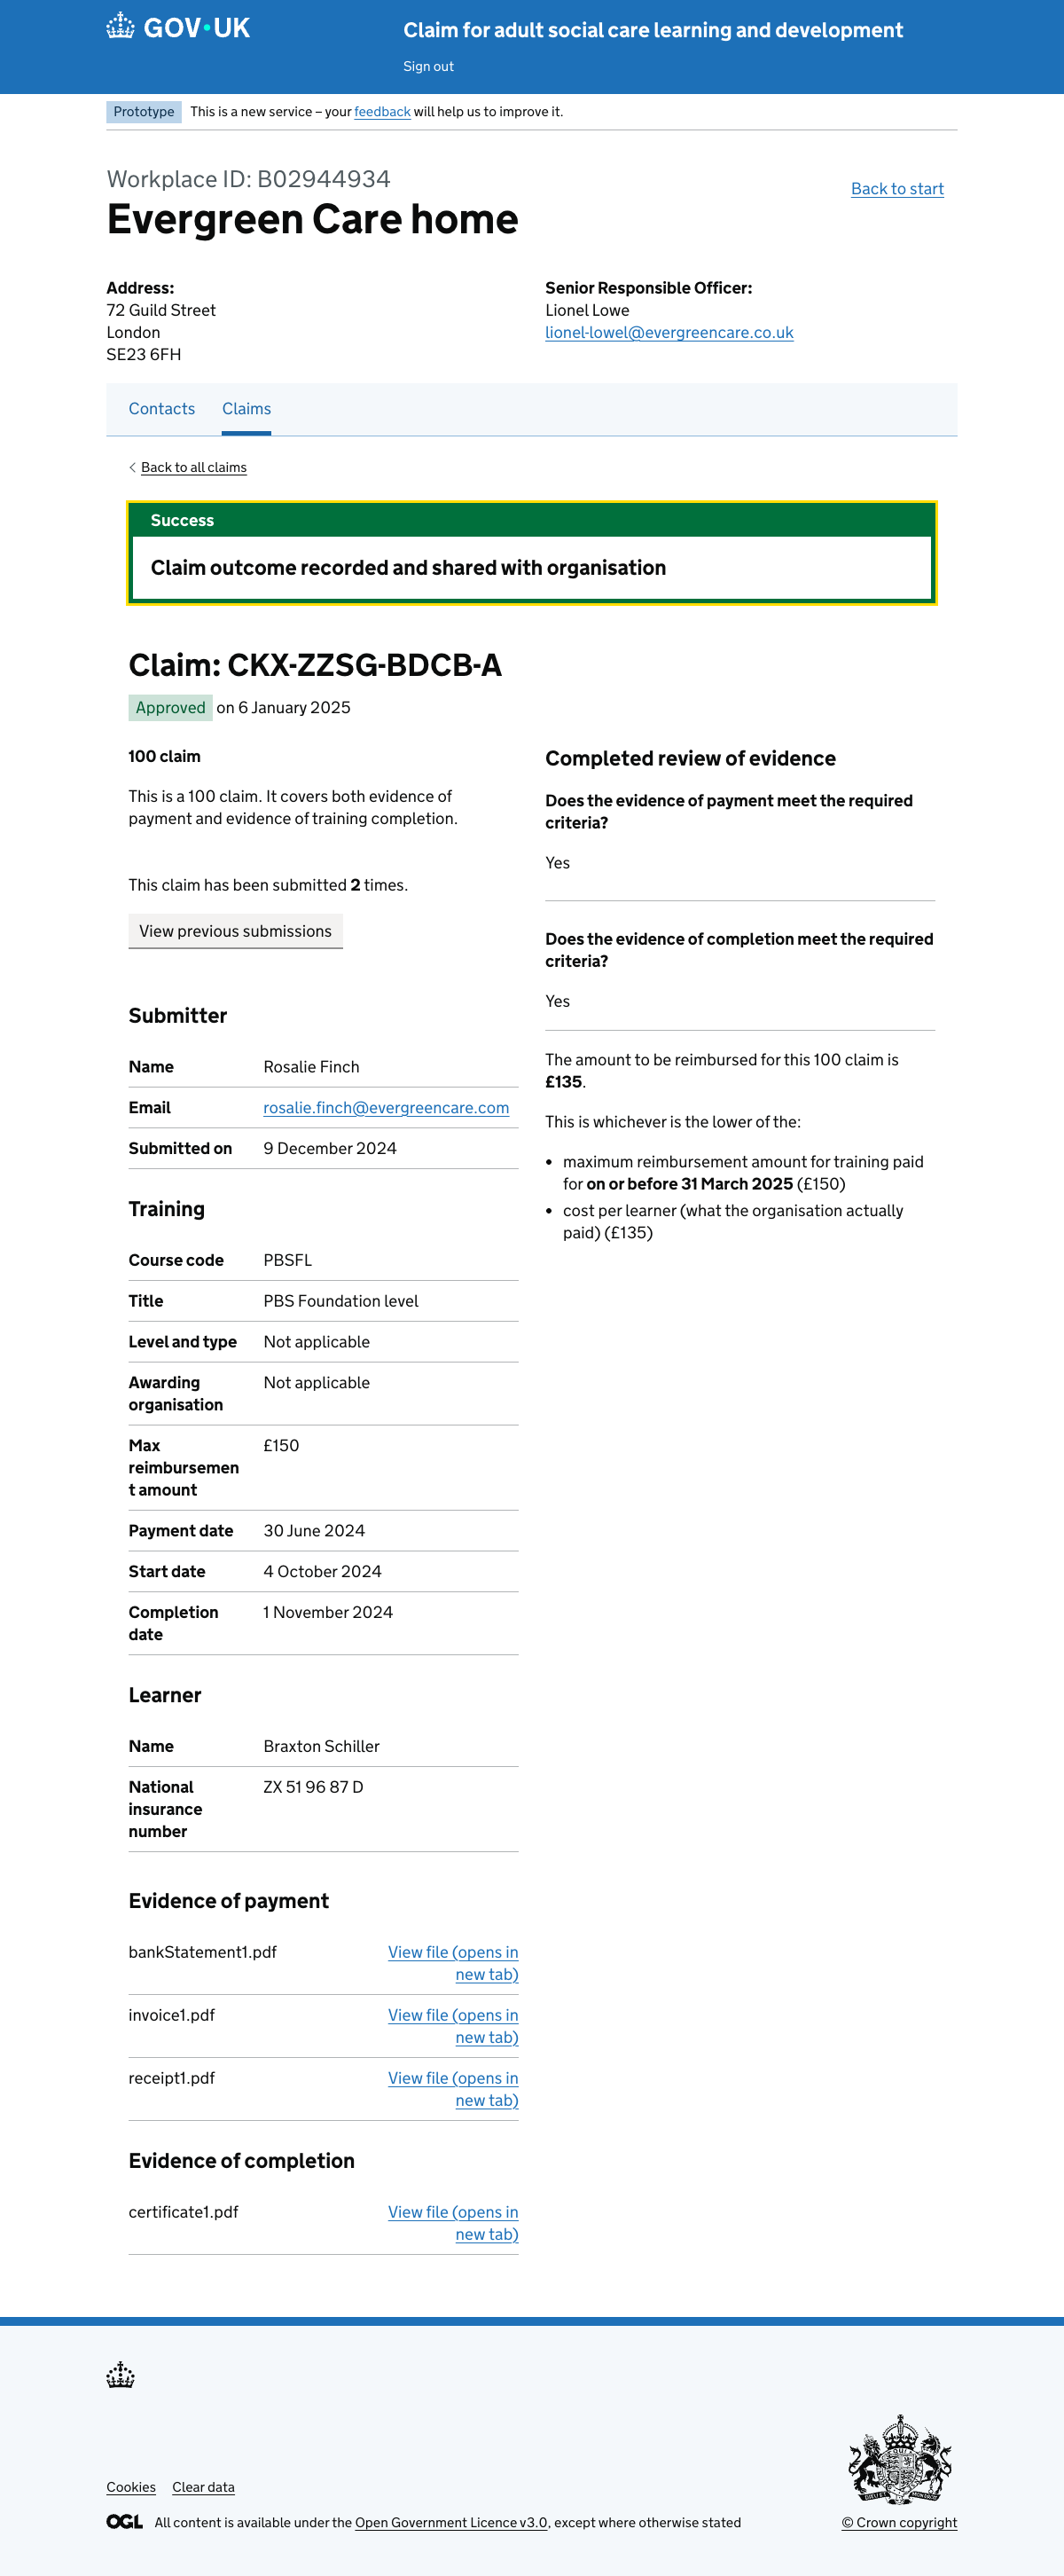 GOV·UK
Claim for adult social care learning and development
Sign out
Prototype
This is a new service – your feedback will help us to improve it.
Workplace ID: B02944934
Evergreen Care home
Back to start
Address:
72 Guild Street
London
SE23 6FH
Senior Responsible Officer:
Lionel Lowe
lionel-lowel@evergreencare.co.uk
Contacts
Claims
Back to all claims
Success
Claim outcome recorded and shared with organisation
Claim: CKX-ZZSG-BDCB-A
Approved on 6 January 2025
100 claim
This is a 100 claim. It covers both evidence of
payment and evidence of training completion.
This claim has been submitted 2 times.
View previous submissions
Submitter
Name Rosalie Finch
Email rosalie.finch@evergreencare.com
Submitted on 9 December 2024
Training
Course code PBSFL
Title PBS Foundation level
Level and type Not applicable
Awarding Not applicable
organisation
Max £150
reimbursemen
t amount
Payment date 30 June 2024
Start date 4 October 2024
Completion 1 November 2024
date
Learner
Name Braxton Schiller
National ZX 51 96 87 D
insurance
number
Evidence of payment
bankStatement1.pdf View file (opens in
new tab)
invoice1.pdf View file (opens in
new tab)
receipt1.pdf View file (opens in
new tab)
Evidence of completion
certificate1.pdf View file (opens in
new tab)
Completed review of evidence
Does the evidence of payment meet the required
criteria?
Yes
Does the evidence of completion meet the required
criteria?
Yes
The amount to be reimbursed for this 100 claim is
£135.
This is whichever is the lower of the:
• maximum reimbursement amount for training paid
for on or before 31 March 2025 (£150)
• cost per learner (what the organisation actually
paid) (£135)
Cookies
Clear data
OGL All content is available under the Open Government Licence v3.0, except where otherwise stated
© Crown copyright